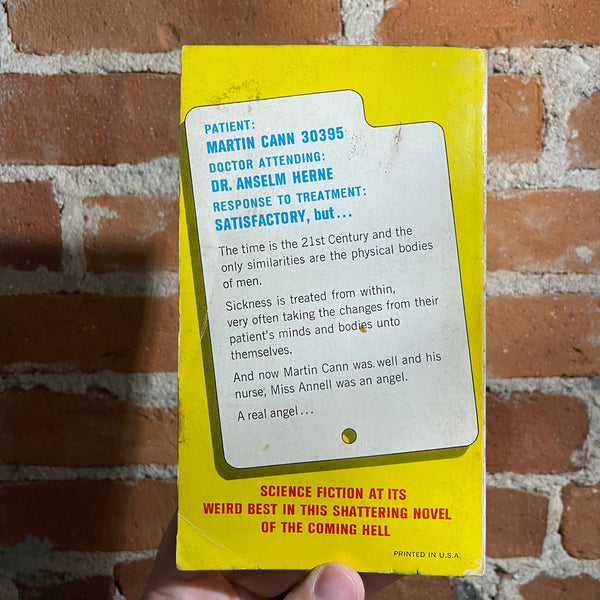 PATIENT:
MARTIN CANN 30395
DOCTOR ATTENDING:
DR. ANSELM HERNE
RESPONSE TO TREATMENT:
SATISFACTORY, but...
The time is the 21st Century and the
only similarities are the physical bodies
of men.
Sickness is treated from within,
very often taking the changes from their
patient's minds and bodies unto
themselves.
And now Martin Cann was well and his
nurse, Miss Annell was an angel.
A real angel...
SCIENCE FICTION AT ITS
WEIRD BEST IN THIS SHATTERING NOVEL
OF THE COMING HELL
PRINTED IN U.S.A.